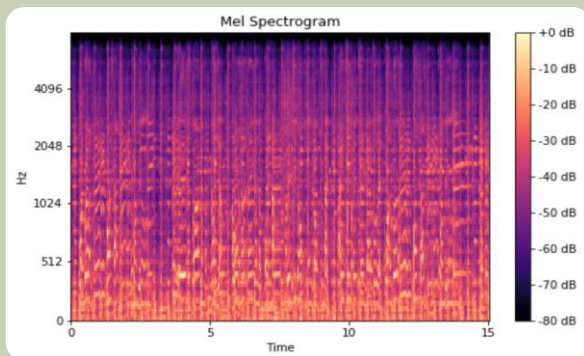 Mel Spectrogram
+0 dB
-10 dB
-20 dB
-30 dB
-40 dB
-50 dB
-60 dB
-70 dB
-80 dB
4096
2048
1024
512
0
Hz
0
5
10
15
Time